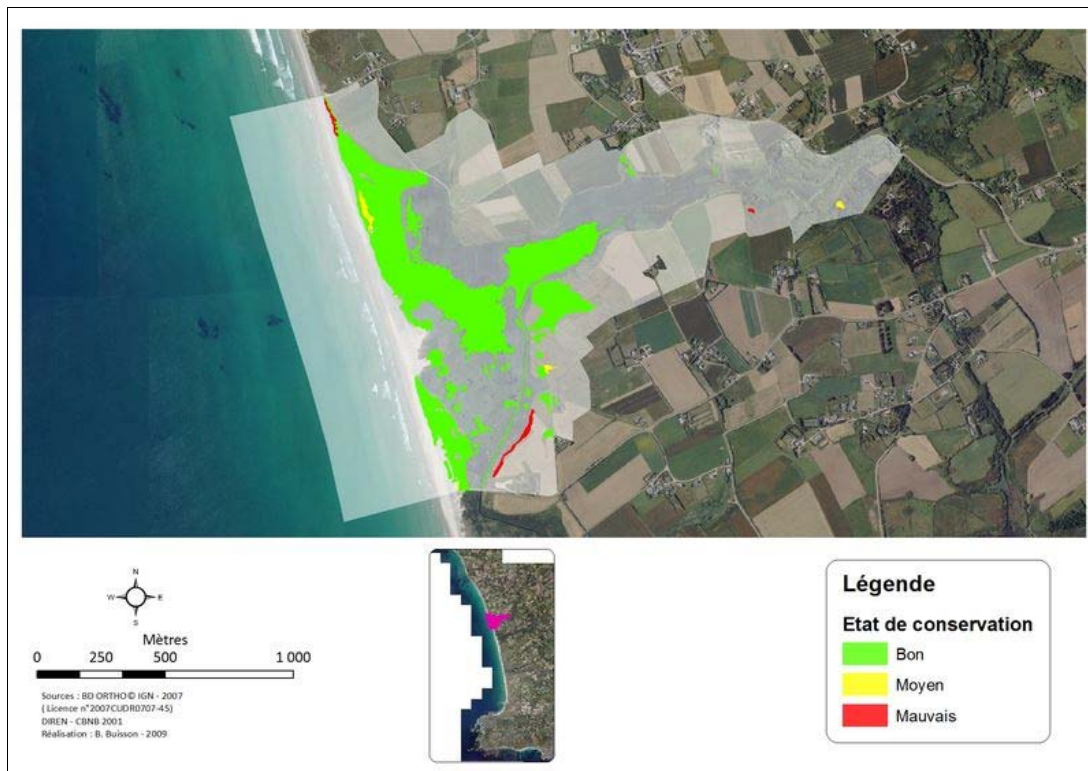 N
W E
S
Mètres
0 250 500 1 000
Sources : BD ORTHO© IGN - 2007
( Licence n°2007CUDR0707-45)
DIREN - CBNB 2001
Réalisation : B. Buisson - 2009
Légende
Etat de conservation
Bon
Moyen
Mauvais